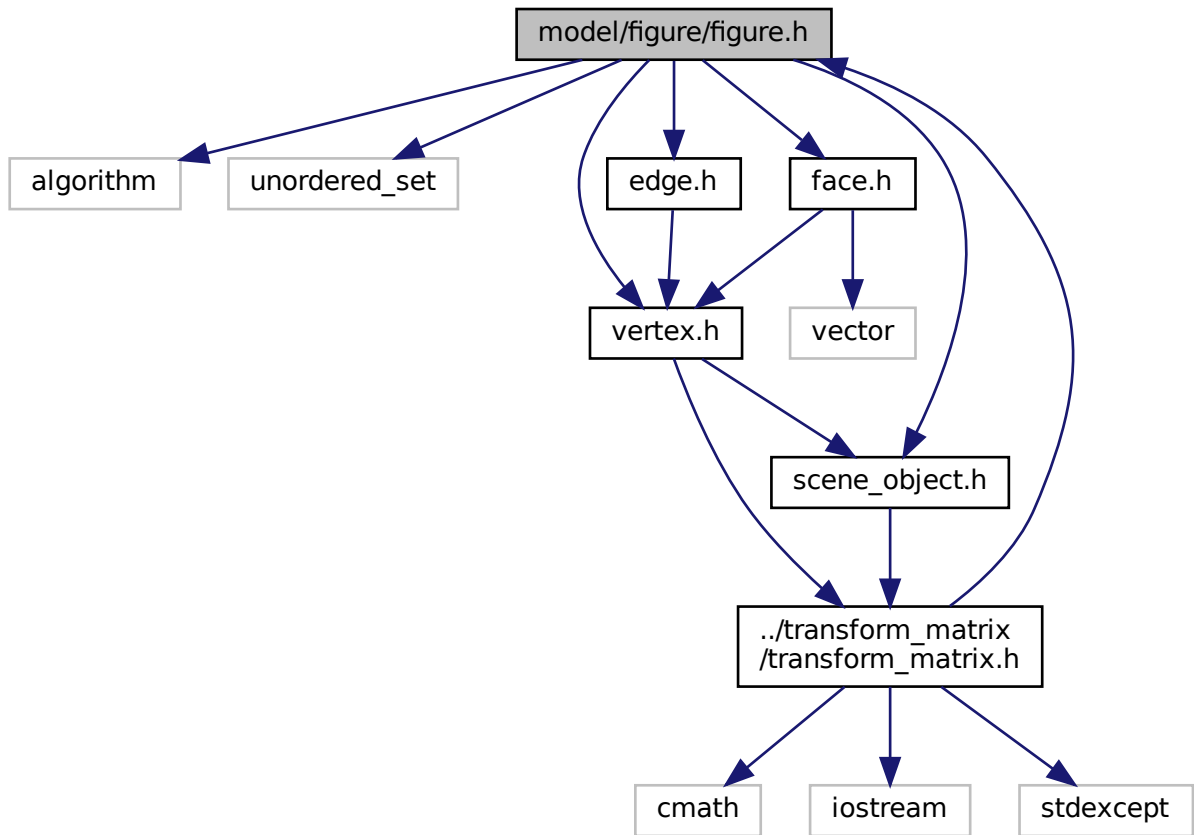 model/figure/figure.h
algorithm
unordered_set
edge.h
face.h
vertex.h
vector
scene_object.h
../transform_matrix
/transform_matrix.h
cmath
iostream
stdexcept